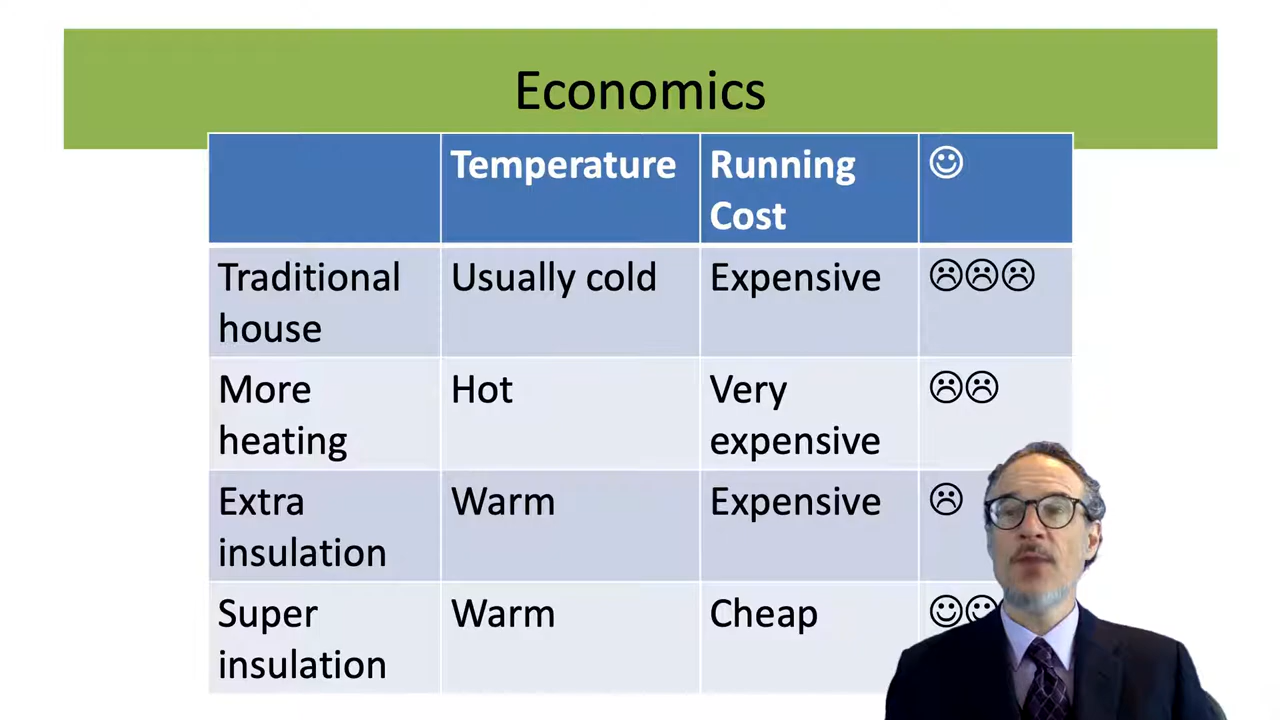 Economics
Temperature Running ☺
Cost
Traditional Usually cold Expensive ☹☹☹
house
More Hot Very ☹☹
heating expensive
Extra Warm Expensive ☹
insulation
Super Warm Cheap ☺☺
insulation